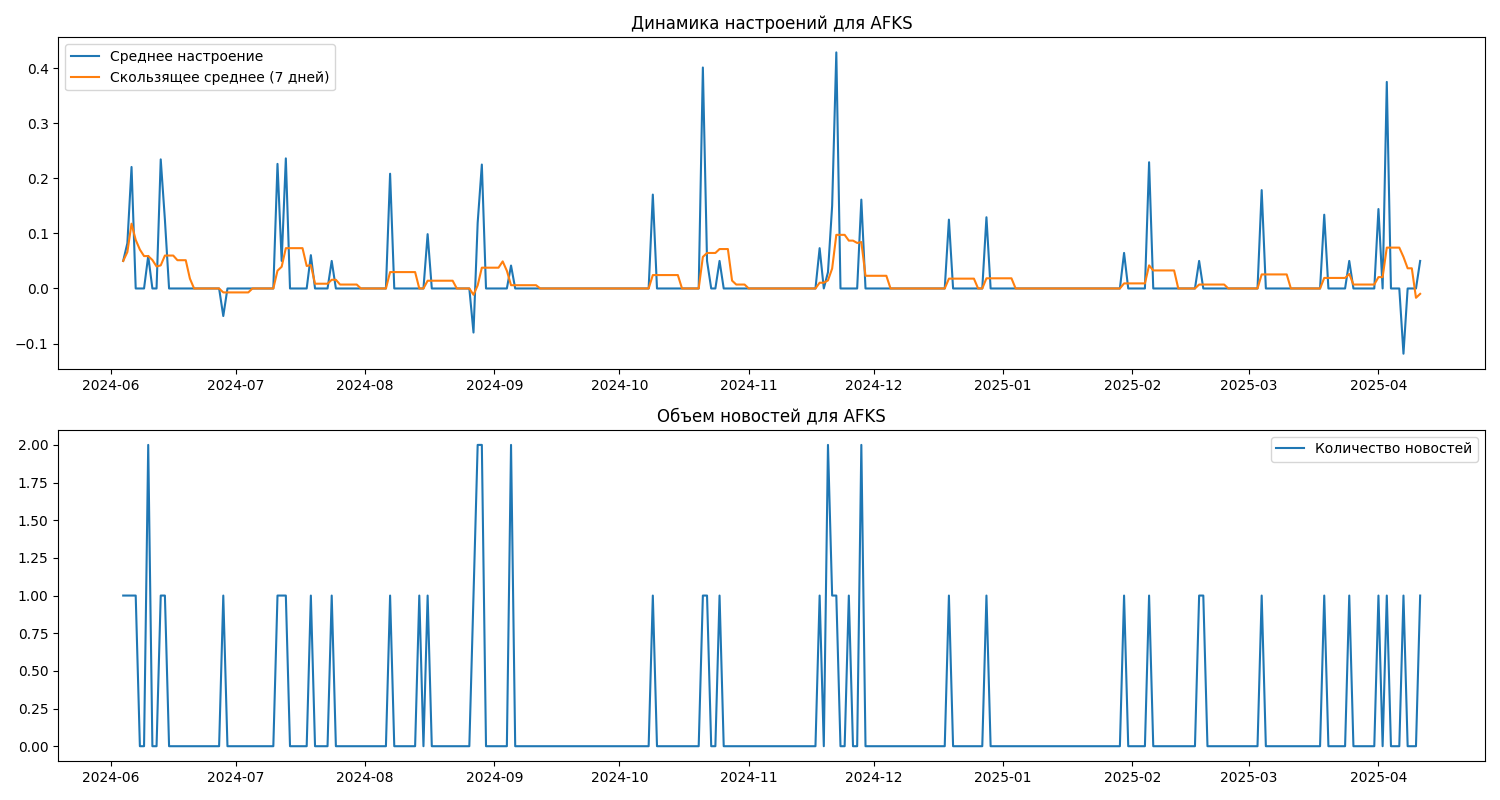 Динамика настроений для AFKS
Среднее настроение
Скользящее среднее (7 дней)
0.4
0.3
0.2
0.1
0.0
−0.1
2024-06 2024-07 2024-08 2024-09 2024-10 2024-11 2024-12 2025-01 2025-02 2025-03 2025-04
Объем новостей для AFKS
Количество новостей
2.00
1.75
1.50
1.25
1.00
0.75
0.50
0.25
0.00
2024-06 2024-07 2024-08 2024-09 2024-10 2024-11 2024-12 2025-01 2025-02 2025-03 2025-04